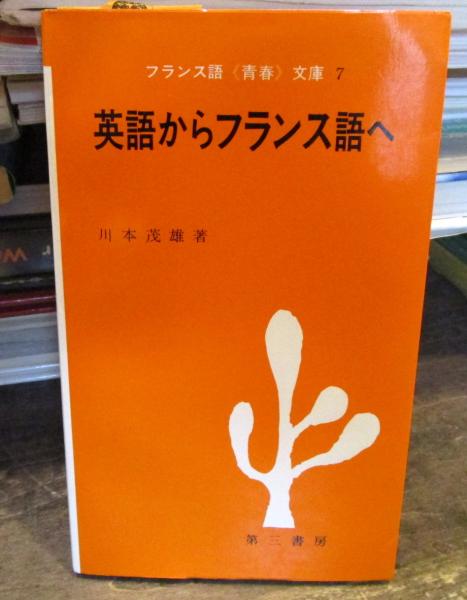 フランス語《青春》文庫 7
英語からフランス語へ
川本茂雄著
第三書房